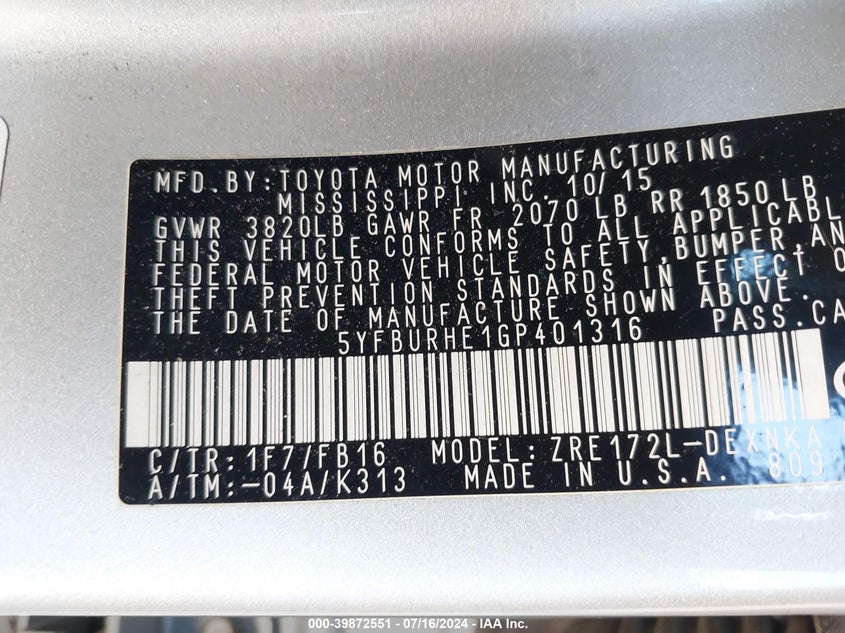 MFD. BY: TOYOTA MOTOR MANUFACTURING
MISSISSIPPI INC 10/15
GVWR 3820LB GAWR FR 2070 LB RR 1850 LB
THIS VEHICLE CONFORMS TO ALL APPLICABL
FEDERAL MOTOR VEHICLE SAFETY, BUMPER, AN
THEFT PREVENTION STANDARDS IN EFFECT O
THE DATE OF MANUFACTURE SHOWN ABOVE.
5YFBURHE1GP401316 PASS.CA
C/TR: 1F7/FB16 MODEL: ZRE172L-DEXNKA
A/TM: -04A/K313 MADE IN U.S.A. 809
000-39872551 - 07/16/2024 - IAA Inc.